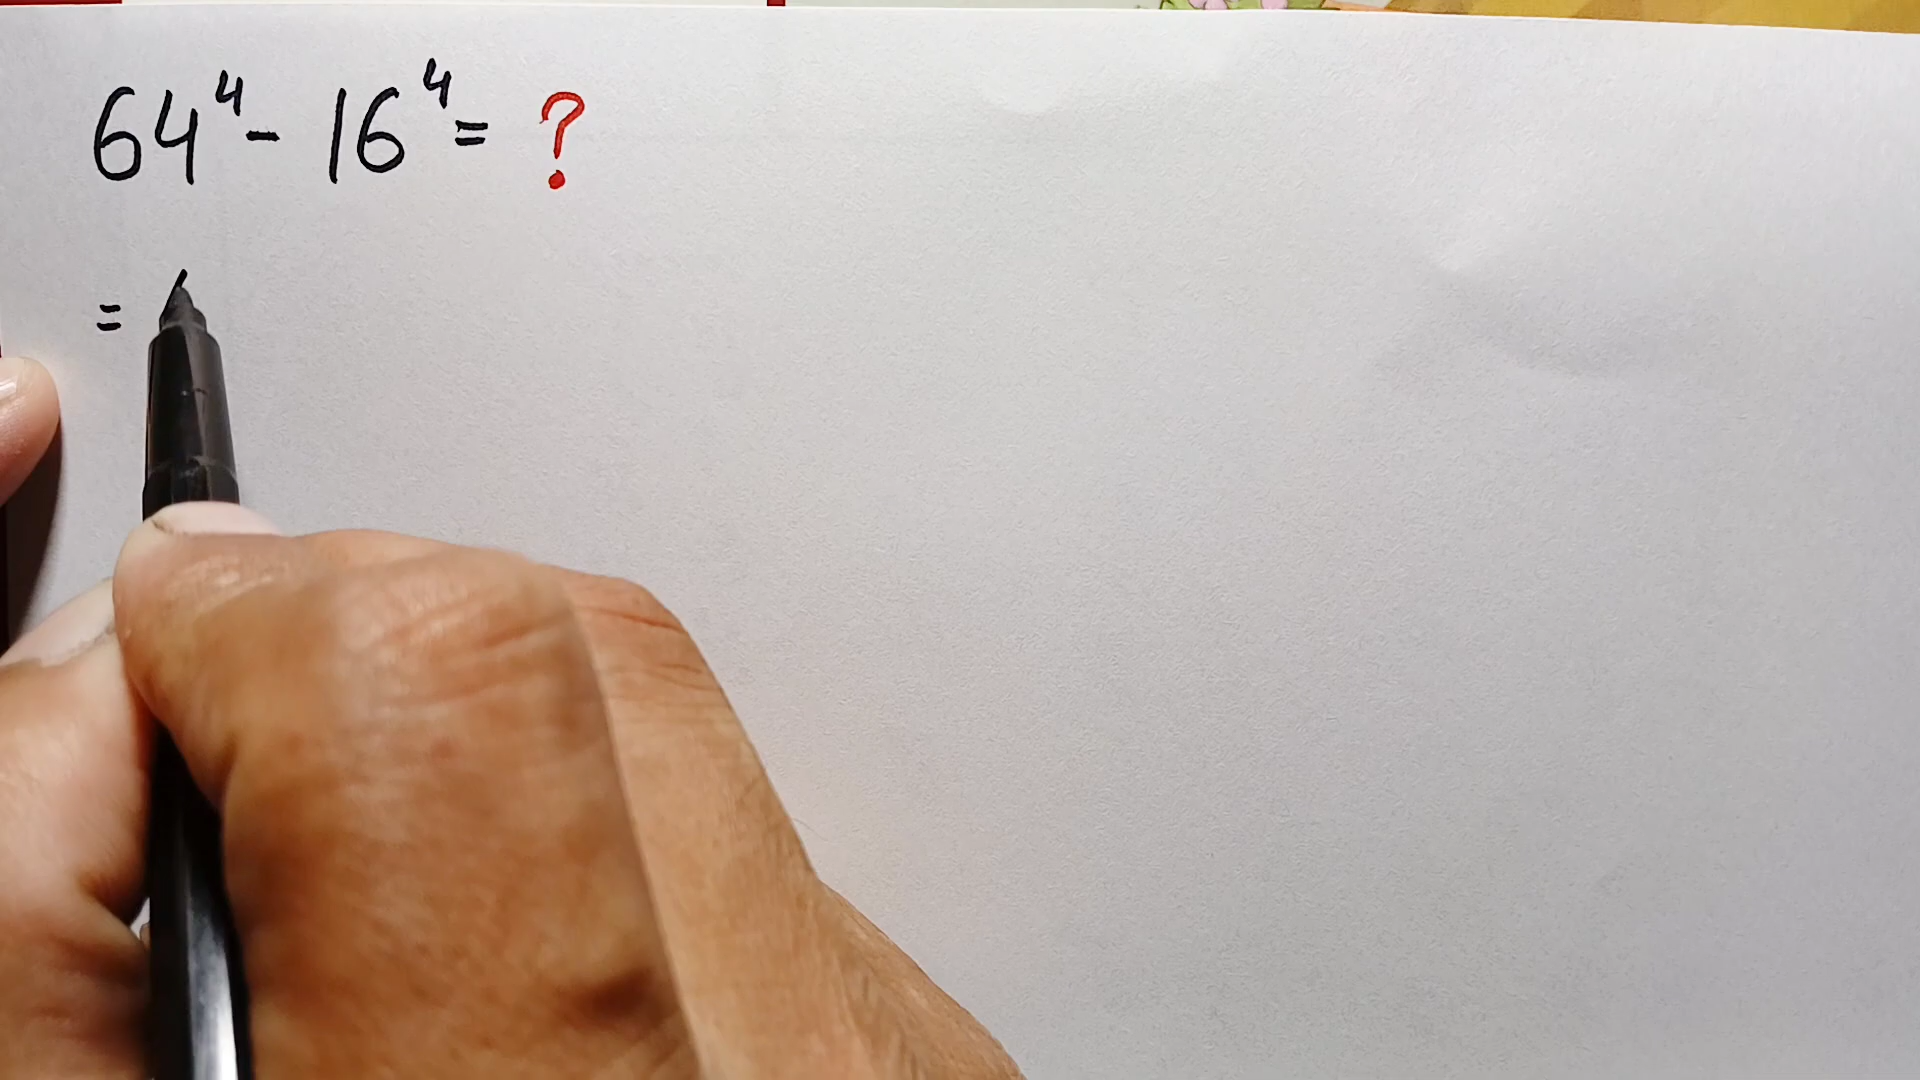 64⁴ - 16⁴ = ?
=